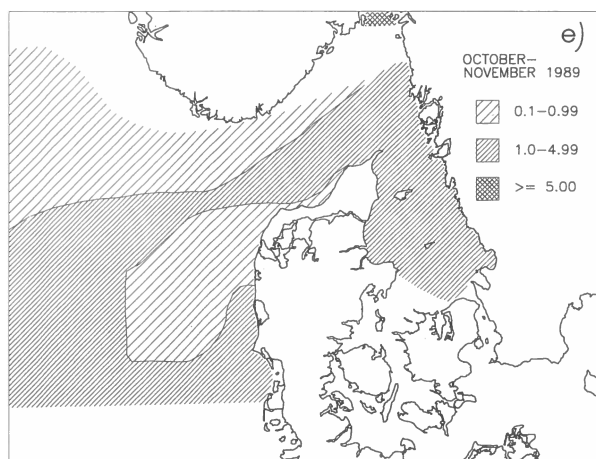 e)
OCTOBER—
NOVEMBER 1989
0.1—0.99
1.0—4.99
>= 5.00